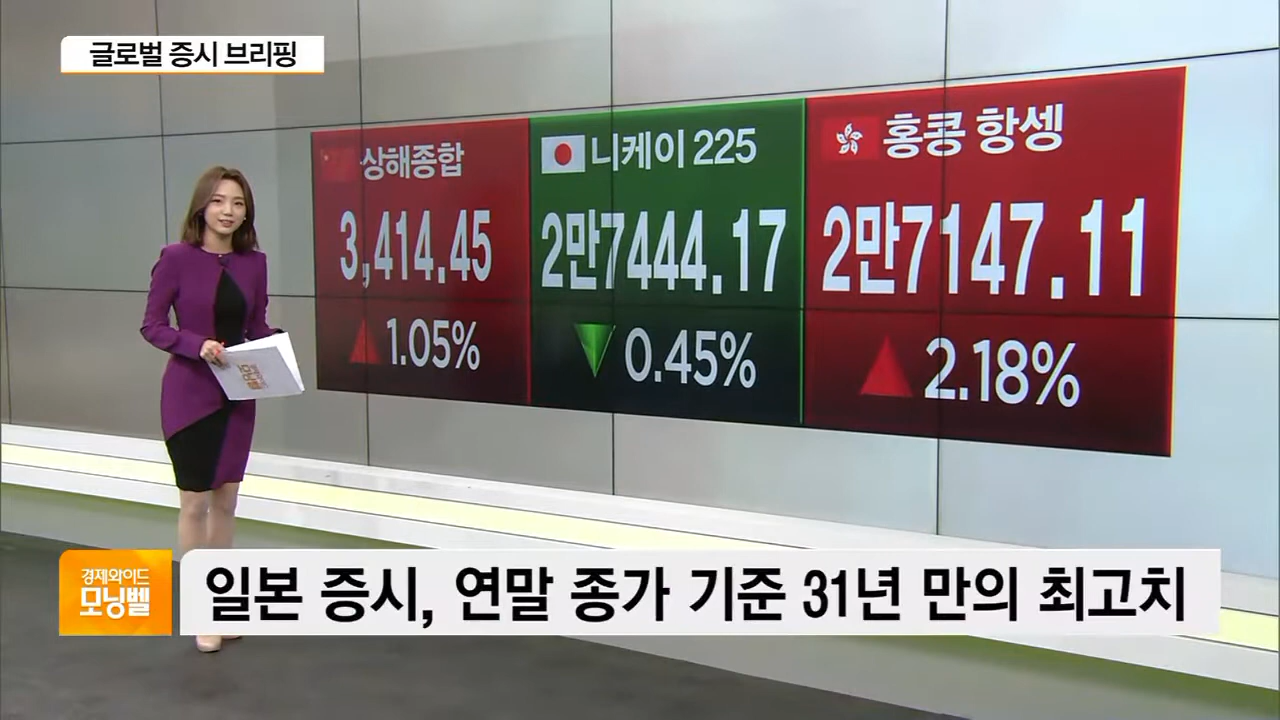 글로벌 증시 브리핑
상해종합
3,414.45
1.05%
니케이 225
2만7444.17
0.45%
홍콩 항셍
2만7147.11
2.18%
경제와이드
모닝벨
일본 증시, 연말 종가 기준 31년 만의 최고치